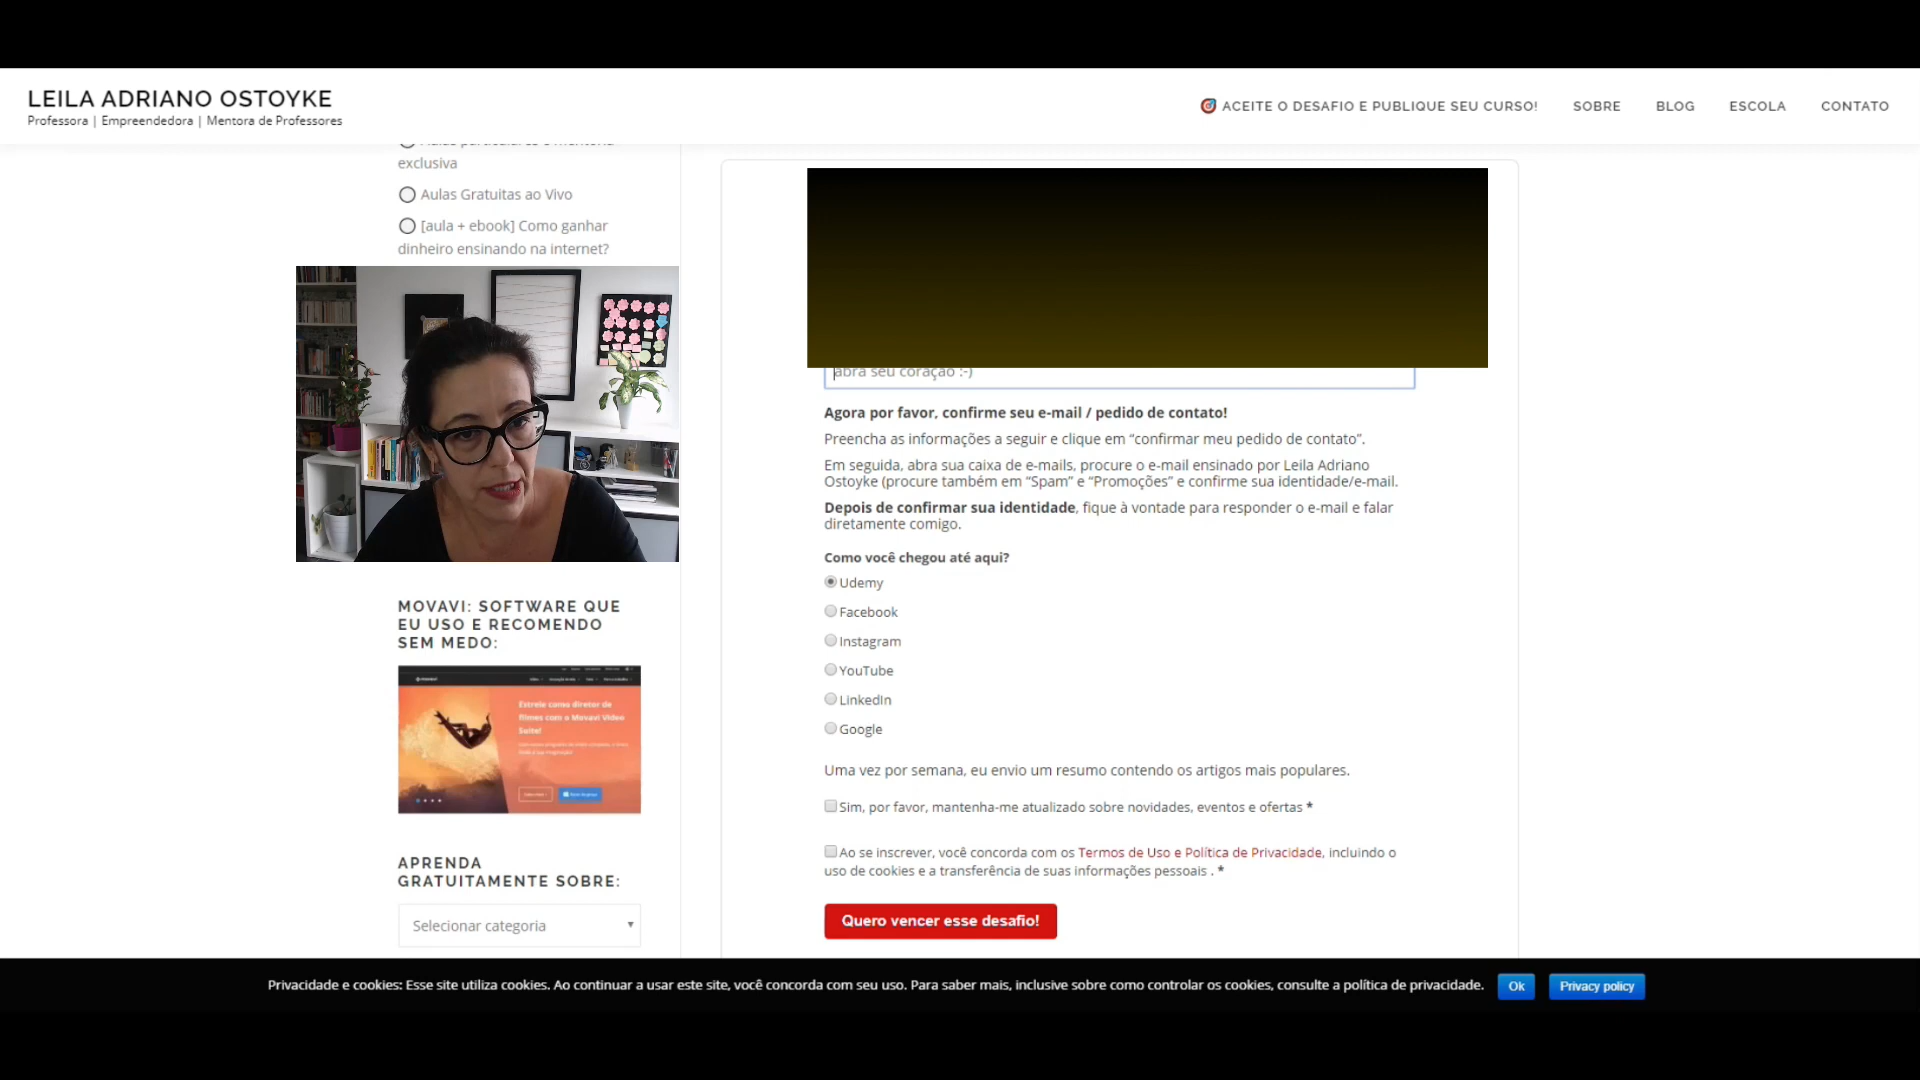 LEILA ADRIANO OSTOYKE
Professora | Empreendedora | Mentora de Professores
ACEITE O DESAFIO E PUBLIQUE SEU CURSO!
SOBRE
BLOG
ESCOLA
CONTATO
exclusiva
Aulas Gratuitas ao Vivo
[aula + ebook] Como ganhar
dinheiro ensinando na internet?
MOVAVI: SOFTWARE QUE
EU USO E RECOMENDO
SEM MEDO:
Estreie como diretor de
filmes com o Movavi Video
Suite!
APRENDA
GRATUITAMENTE SOBRE:
Selecionar categoria
abra seu coração :-)
Agora por favor, confirme seu e-mail / pedido de contato!
Preencha as informações a seguir e clique em “confirmar meu pedido de contato”.
Em seguida, abra sua caixa de e-mails, procure o e-mail ensinado por Leila Adriano
Ostoyke (procure também em “Spam” e “Promoções” e confirme sua identidade/e-mail.
Depois de confirmar sua identidade, fique à vontade para responder o e-mail e falar
diretamente comigo.
Como você chegou até aqui?
Udemy
Facebook
Instagram
YouTube
LinkedIn
Google
Uma vez por semana, eu envio um resumo contendo os artigos mais populares.
Sim, por favor, mantenha-me atualizado sobre novidades, eventos e ofertas *
Ao se inscrever, você concorda com os Termos de Uso e Política de Privacidade, incluindo o
uso de cookies e a transferência de suas informações pessoais . *
Quero vencer esse desafio!
Privacidade e cookies: Esse site utiliza cookies. Ao continuar a usar este site, você concorda com seu uso. Para saber mais, inclusive sobre como controlar os cookies, consulte a política de privacidade.
Ok
Privacy policy